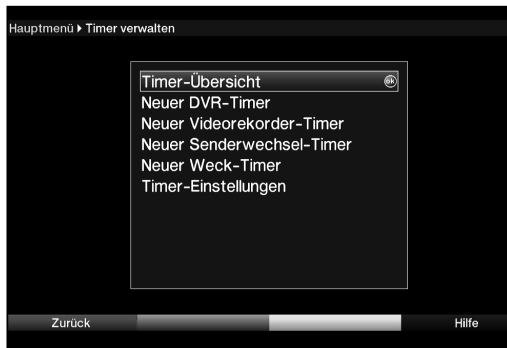 Hauptmenü ▸ Timer verwalten
Timer-Übersicht ok
Neuer DVR-Timer
Neuer Videorekorder-Timer
Neuer Senderwechsel-Timer
Neuer Weck-Timer
Timer-Einstellungen
Zurück Hilfe